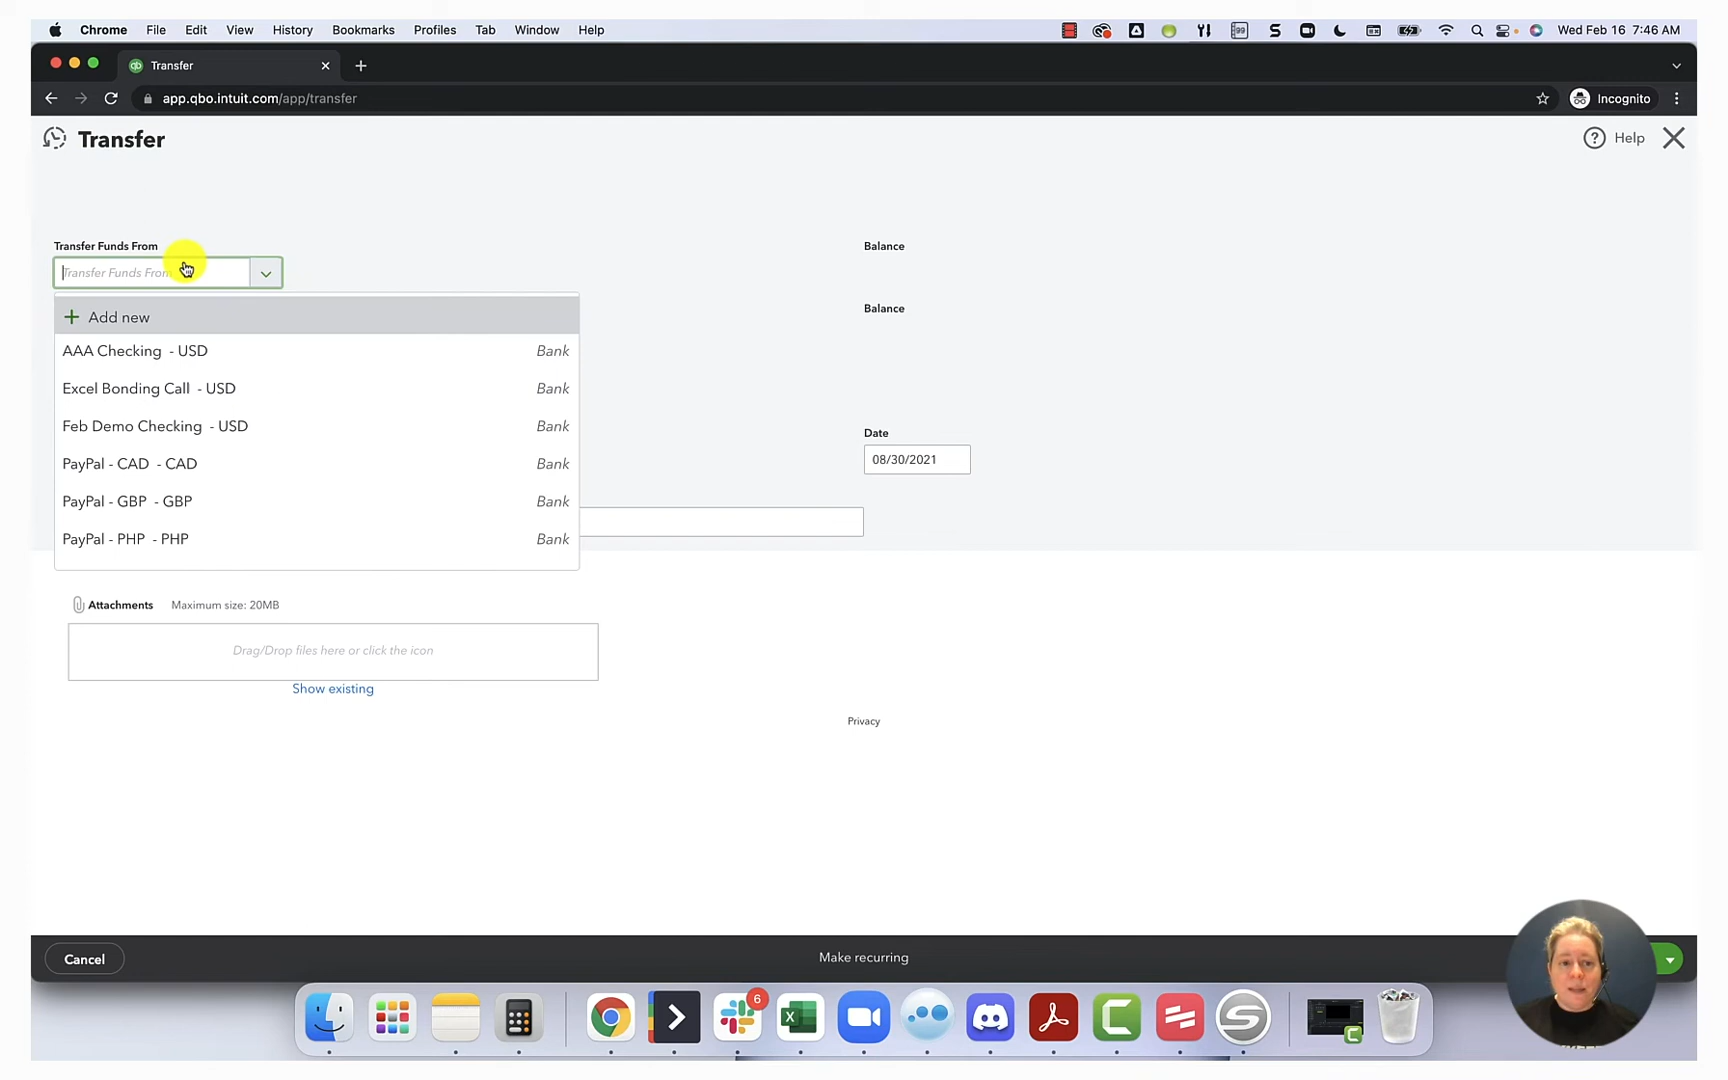 Chrome File Edit View History Bookmarks Profiles Tab Window Help Wed Feb 16 7:46 AM
Transfer
app.qbo.intuit.com/app/transfer Incognito
Transfer Help
Transfer Funds From Balance
Transfer Funds From
Balance
Add new
AAA Checking - USD Bank
Excel Bonding Call - USD Bank
Feb Demo Checking - USD Bank
Date
PayPal - CAD - CAD Bank
08/30/2021
PayPal - GBP - GBP Bank
PayPal - PHP - PHP Bank
Attachments Maximum size: 20MB
Drag/Drop files here or click the icon
Show existing
Privacy
Cancel Make recurring
6